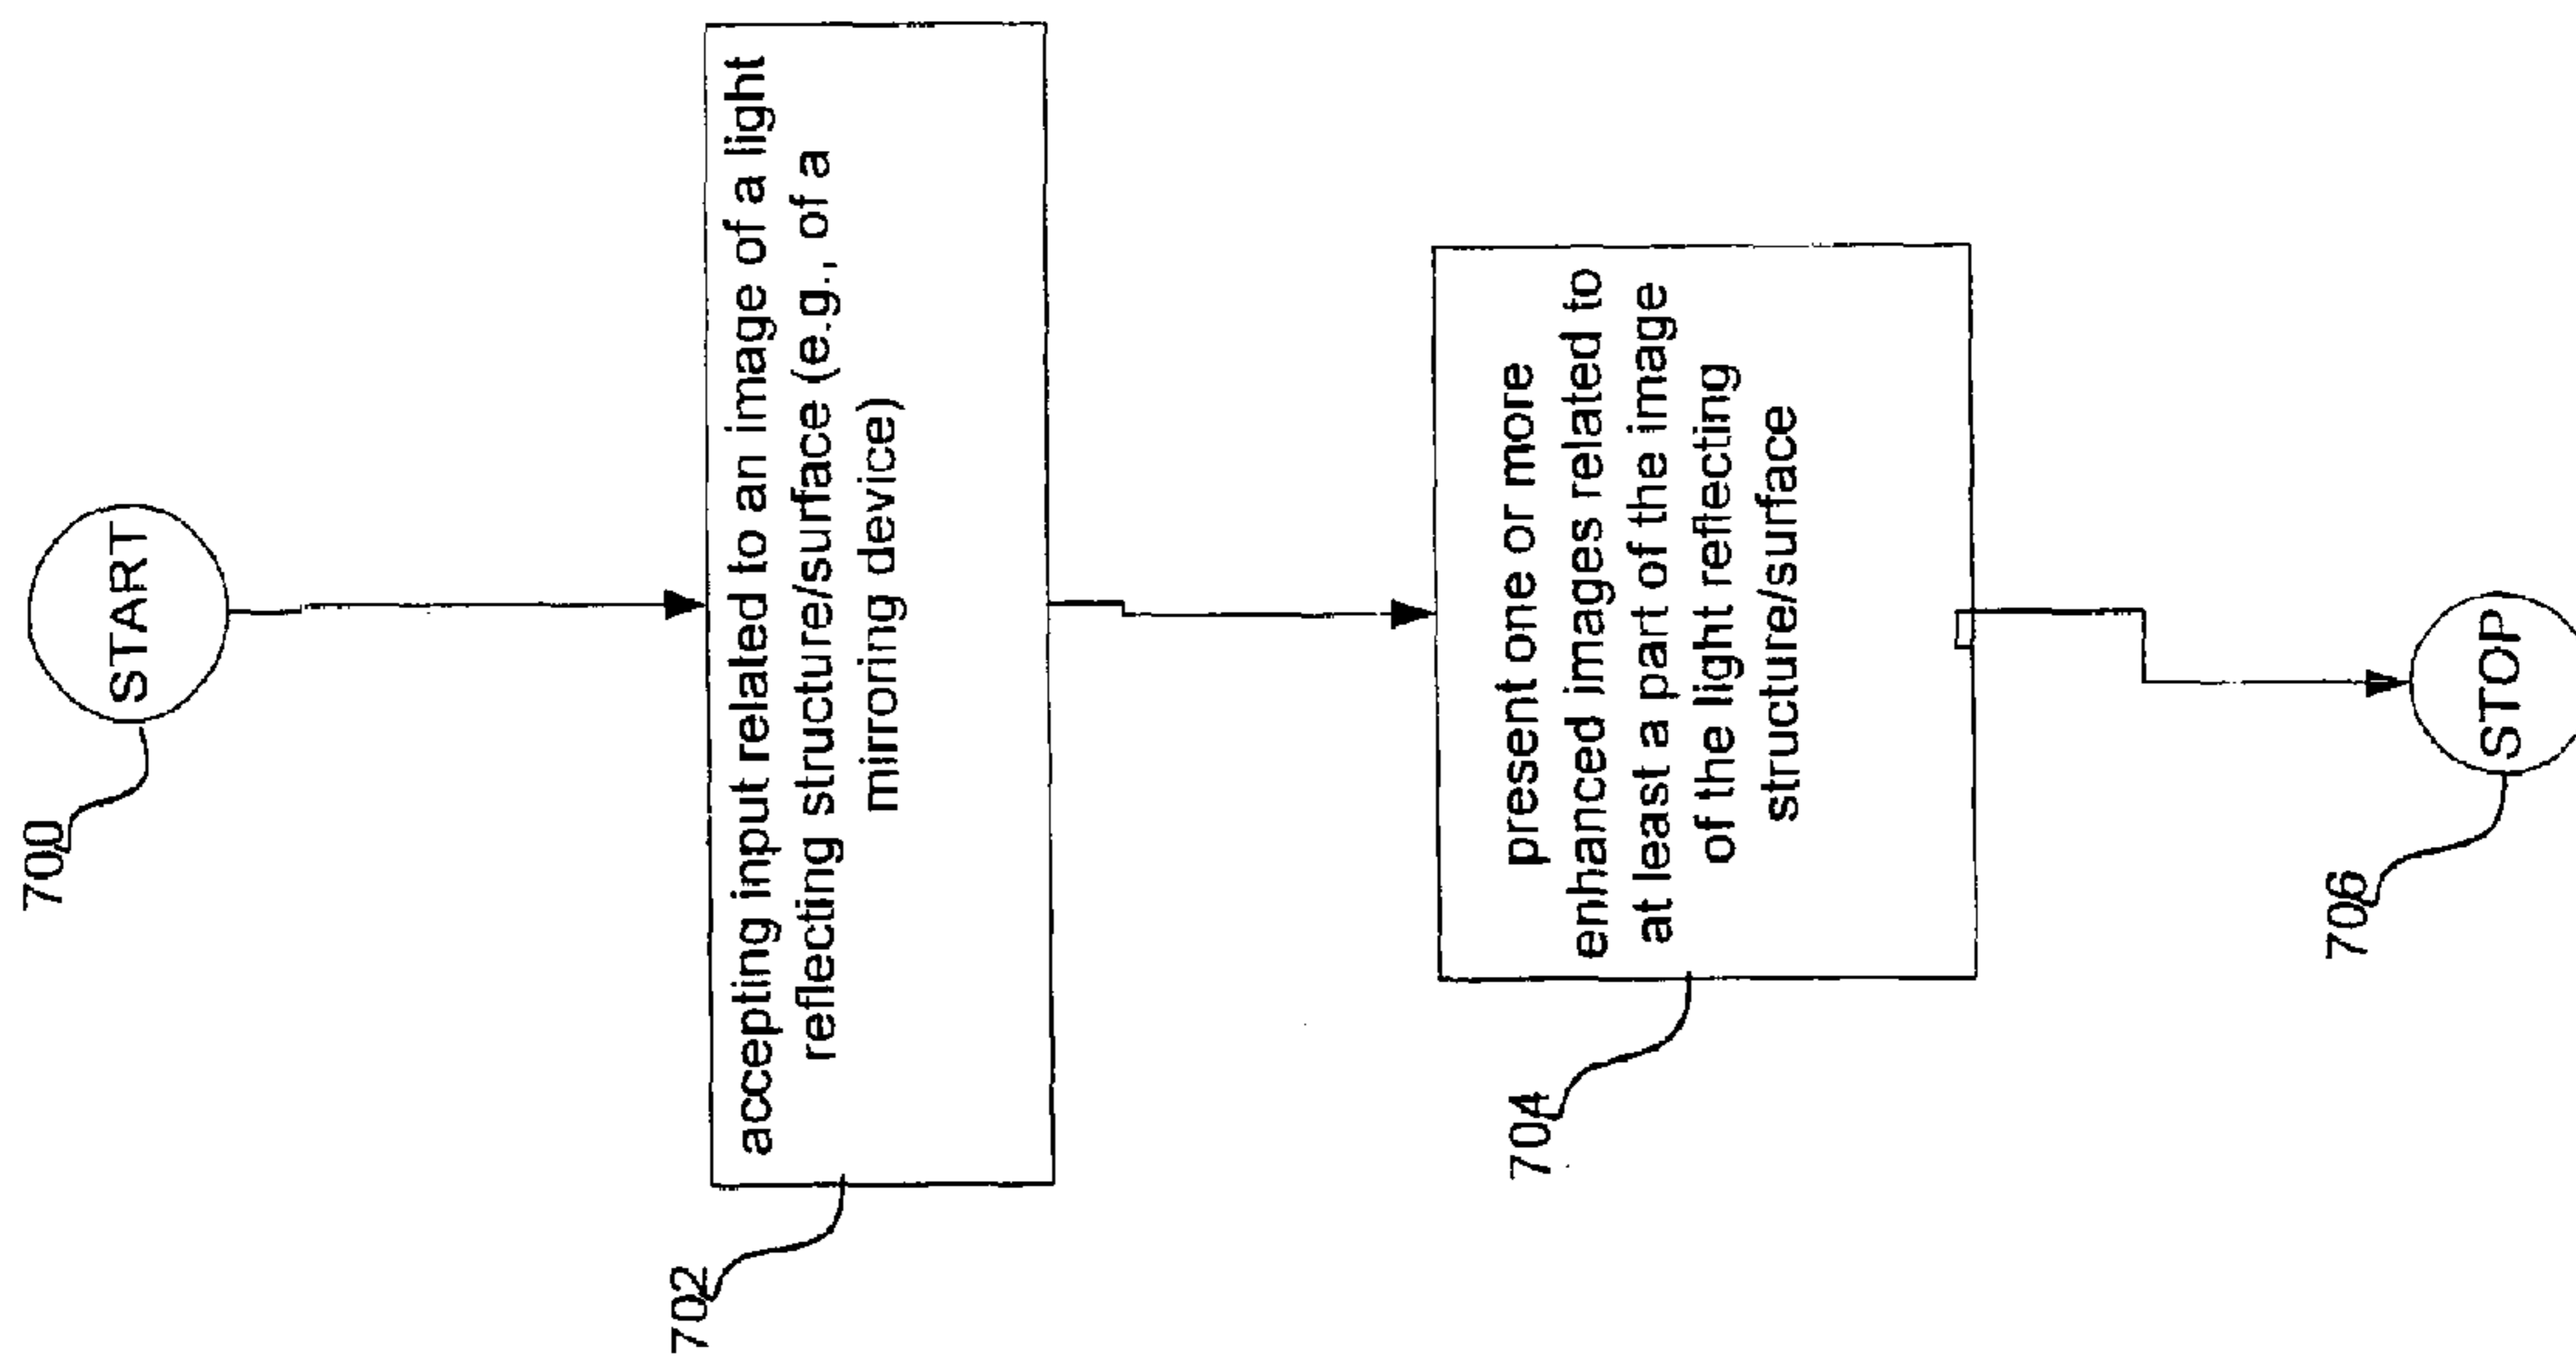 700
START
702
accepting input related to an image of a light
reflecting structure/surface (e.g., of a
mirroring device)
704
present one or more
enhanced images related to
at least a part of the image
of the light reflecting
structure/surface
706
STOP